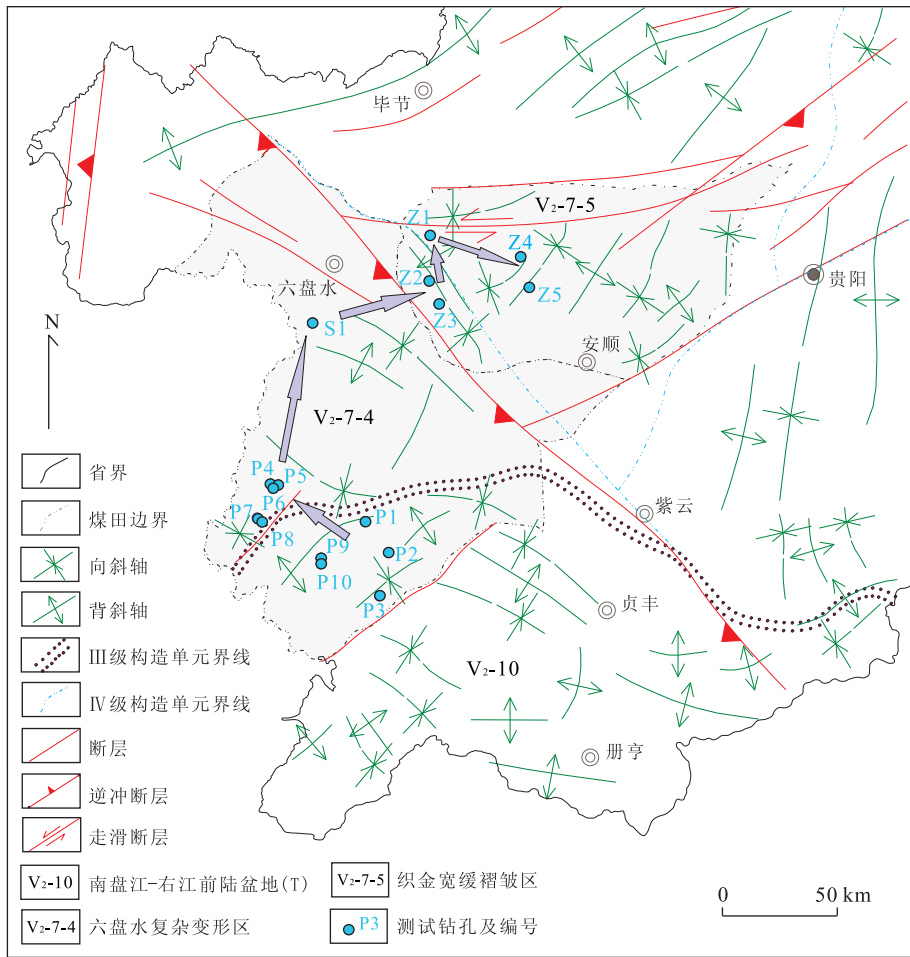 毕节
V₂-7-5
Z1
Z4
六盘水
Z2
Z5
贵阳
Z3
N
S1
安顺
V₂-7-4
省界
P4
P5
P6
煤田边界
P7
P1
紫云
P8
P9
P2
向斜轴
P10
P3
贞丰
背斜轴
III级构造单元界线
V₂-10
IV级构造单元界线
断层
册亨
逆冲断层
走滑断层
V₂-10 南盘江-右江前陆盆地(T)
V₂-7-5 织金宽缓褶皱区
0 50 km
V₂-7-4 六盘水复杂变形区
P3 测试钻孔及编号